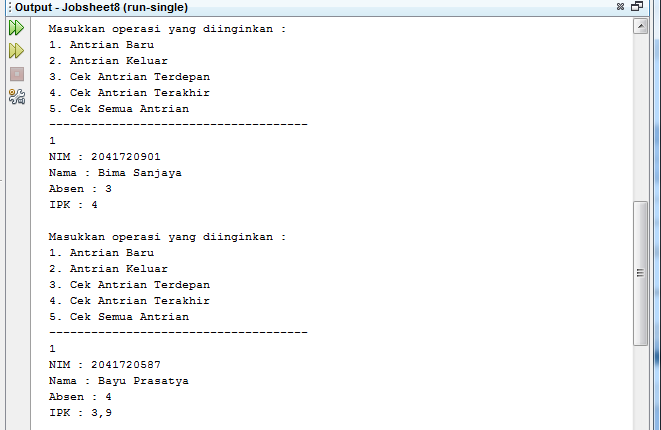 Output - Jobsheet8 (run-single)
Masukkan operasi yang diinginkan :
1. Antrian Baru
2. Antrian Keluar
3. Cek Antrian Terdepan
4. Cek Antrian Terakhir
5. Cek Semua Antrian
-------------------------------------
1
NIM : 2041720901
Nama : Bima Sanjaya
Absen : 3
IPK : 4
Masukkan operasi yang diinginkan :
1. Antrian Baru
2. Antrian Keluar
3. Cek Antrian Terdepan
4. Cek Antrian Terakhir
5. Cek Semua Antrian
-------------------------------------
1
NIM : 2041720587
Nama : Bayu Prasatya
Absen : 4
IPK : 3,9